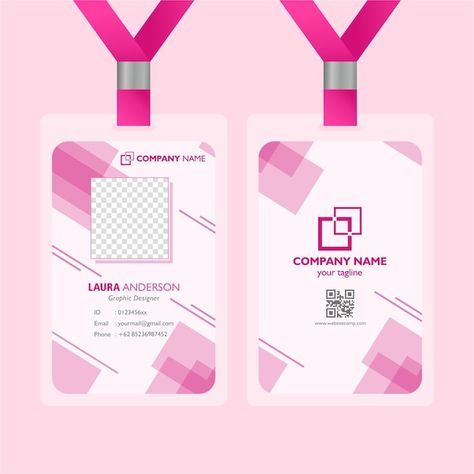 COMPANY NAME
LAURA ANDERSON
Graphic Designer
ID : 0123456xx
Email : yourmail@gmail.com
Phone : +62 85236987452
COMPANY NAME
your tagline
www.websitecomp.com